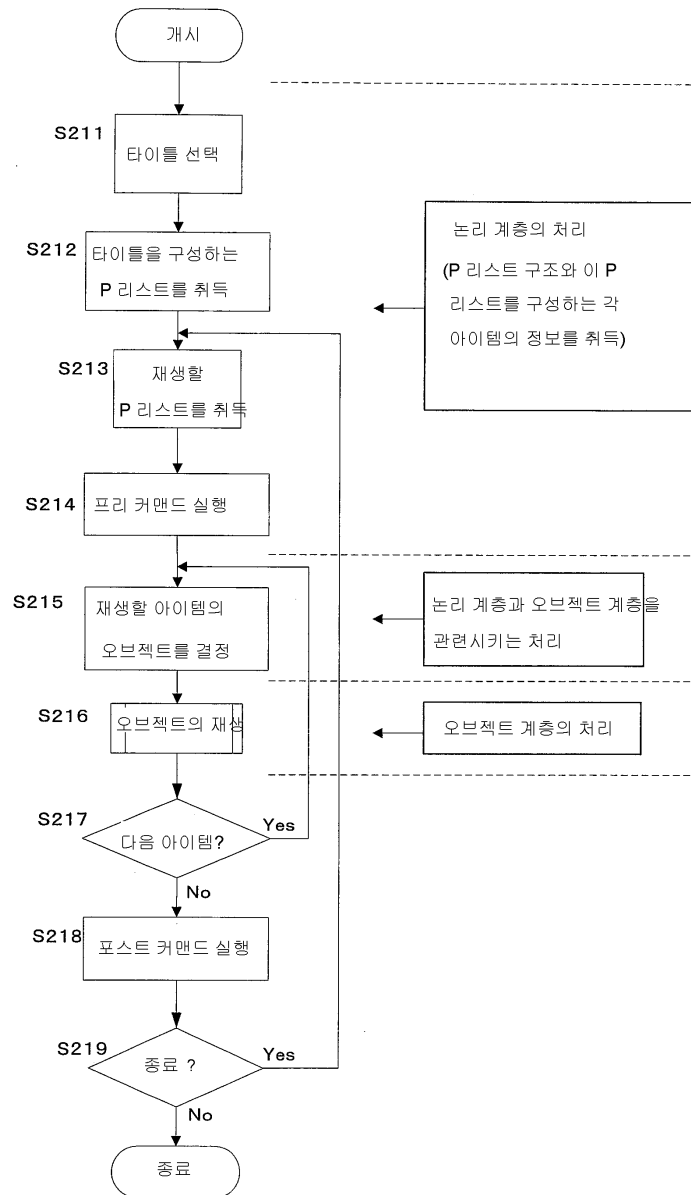 개시
S211
타이틀 선택
S212
타이틀을 구성하는
P 리스트를 취득
논리 계층의 처리
(P 리스트 구조와 이 P
리스트를 구성하는 각
아이템의 정보를 취득)
S213
재생할
P 리스트를 취득
S214
프리 커맨드 실행
S215
재생할 아이템의
오브젝트를 결정
논리 계층과 오브젝트 계층을
관련시키는 처리
S216
오브젝트의 재생
오브젝트 계층의 처리
S217
다음 아이템?
Yes
No
S218
포스트 커맨드 실행
S219
종료 ?
Yes
No
종료